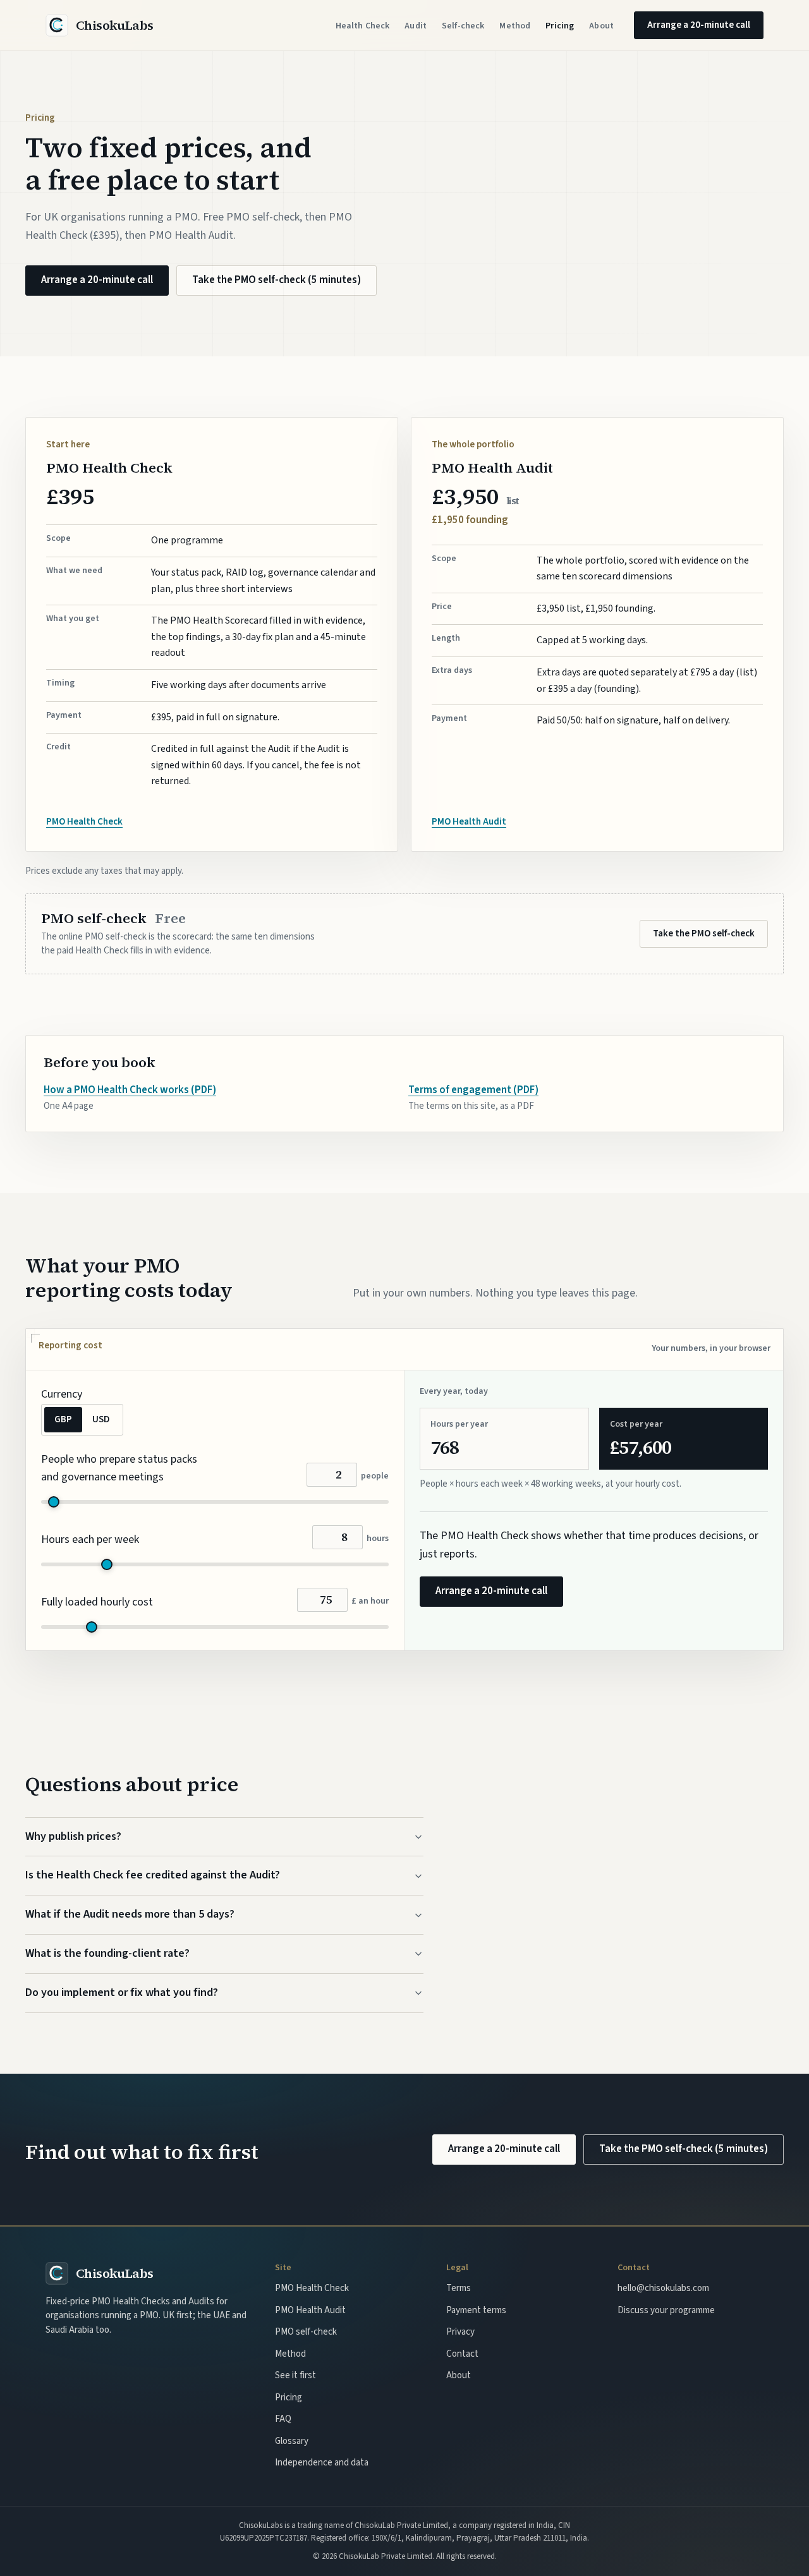 ChisokuLabs
Health Check
Audit
Self-check
Method
Pricing
About
Arrange a 20-minute call
Pricing
Two fixed prices, and
a free place to start
For UK organisations running a PMO. Free PMO self-check, then PMO
Health Check (£395), then PMO Health Audit.
Arrange a 20-minute call
Take the PMO self-check (5 minutes)
Start here
PMO Health Check
£395
Scope
One programme
What we need
Your status pack, RAID log, governance calendar and
plan, plus three short interviews
What you get
The PMO Health Scorecard filled in with evidence,
the top findings, a 30-day fix plan and a 45-minute
readout
Timing
Five working days after documents arrive
Payment
£395, paid in full on signature.
Credit
Credited in full against the Audit if the Audit is
signed within 60 days. If you cancel, the fee is not
returned.
PMO Health Check
The whole portfolio
PMO Health Audit
£3,950 list
£1,950 founding
Scope
The whole portfolio, scored with evidence on the
same ten scorecard dimensions
Price
£3,950 list, £1,950 founding.
Length
Capped at 5 working days.
Extra days
Extra days are quoted separately at £795 a day (list)
or £395 a day (founding).
Payment
Paid 50/50: half on signature, half on delivery.
PMO Health Audit
Prices exclude any taxes that may apply.
PMO self-check Free
The online PMO self-check is the scorecard: the same ten dimensions
the paid Health Check fills in with evidence.
Take the PMO self-check
Before you book
How a PMO Health Check works (PDF)
One A4 page
Terms of engagement (PDF)
The terms on this site, as a PDF
What your PMO
reporting costs today
Put in your own numbers. Nothing you type leaves this page.
Reporting cost
Your numbers, in your browser
Currency
GBP
USD
People who prepare status packs
and governance meetings
2 people
Hours each per week
8 hours
Fully loaded hourly cost
75 £ an hour
Every year, today
Hours per year
768
Cost per year
£57,600
People × hours each week × 48 working weeks, at your hourly cost.
The PMO Health Check shows whether that time produces decisions, or
just reports.
Arrange a 20-minute call
Questions about price
Why publish prices?
Is the Health Check fee credited against the Audit?
What if the Audit needs more than 5 days?
What is the founding-client rate?
Do you implement or fix what you find?
Find out what to fix first
Arrange a 20-minute call
Take the PMO self-check (5 minutes)
ChisokuLabs
Fixed-price PMO Health Checks and Audits for
organisations running a PMO. UK first; the UAE and
Saudi Arabia too.
Site
PMO Health Check
PMO Health Audit
PMO self-check
Method
See it first
Pricing
FAQ
Glossary
Independence and data
Legal
Terms
Payment terms
Privacy
Contact
About
Contact
hello@chisokulabs.com
Discuss your programme
ChisokuLabs is a trading name of ChisokuLab Private Limited, a company registered in India, CIN
U62099UP2025PTC237187. Registered office: 190X/6/1, Kalindipuram, Prayagraj, Uttar Pradesh 211011, India.
© 2026 ChisokuLab Private Limited. All rights reserved.